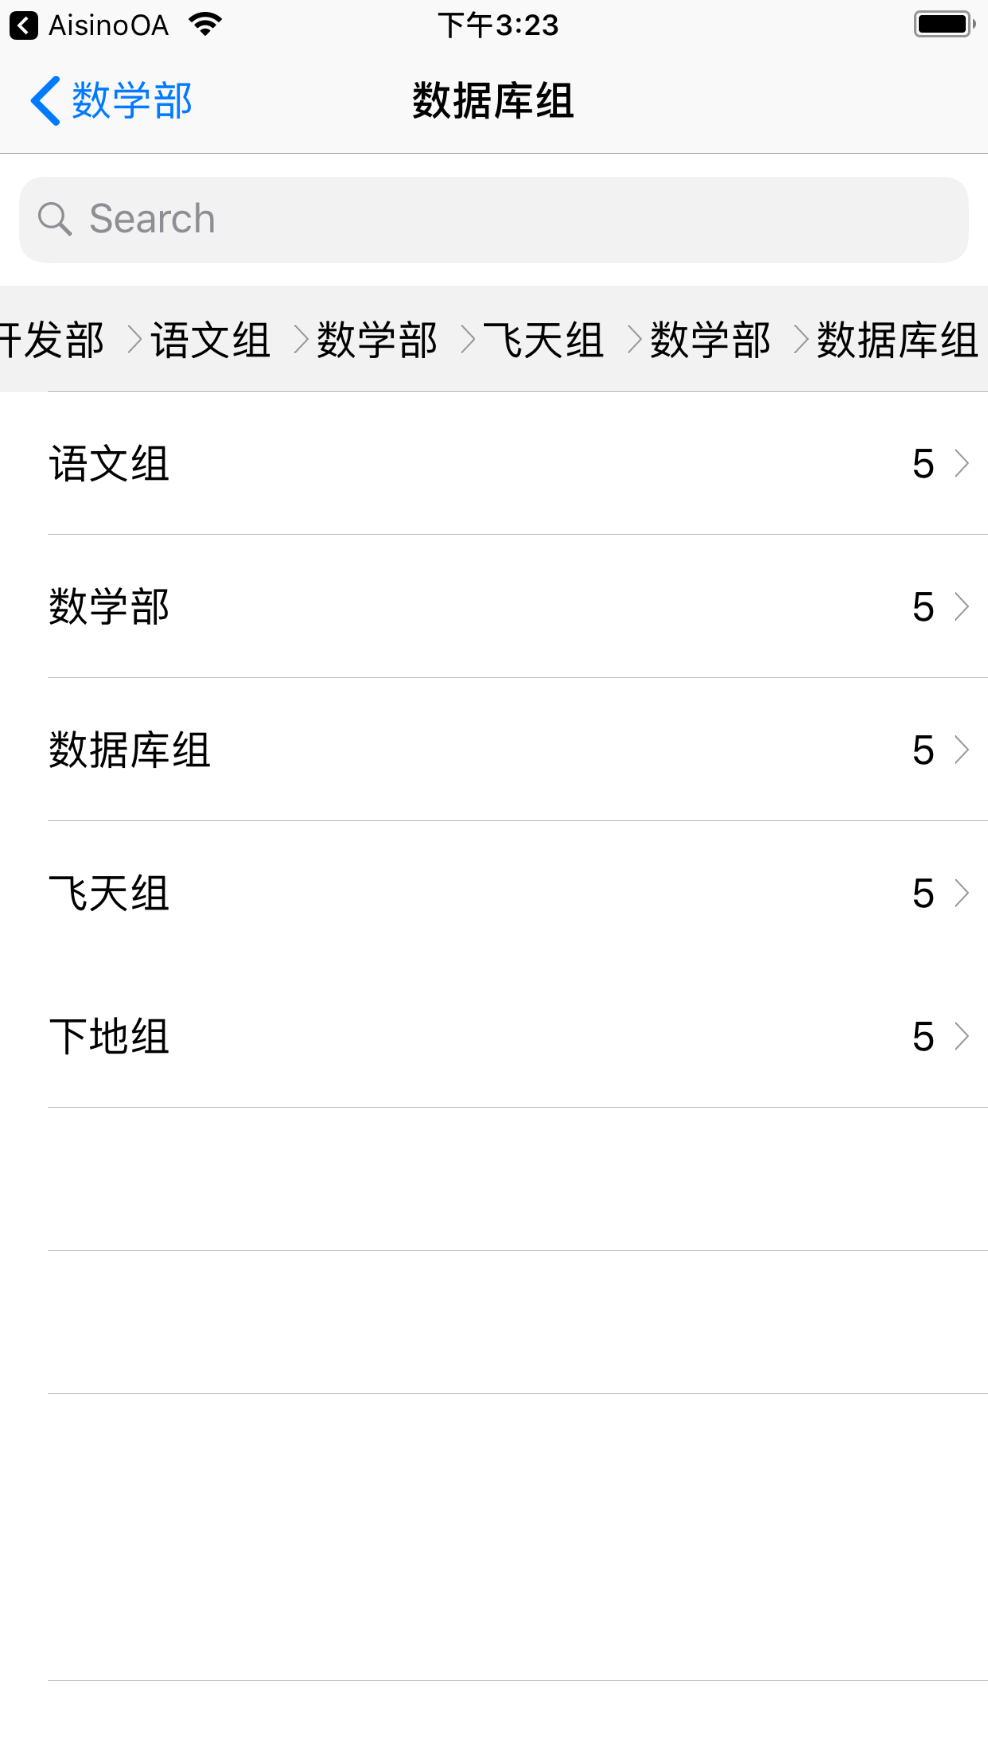 AisinoOA 下午3:23
数学部 数据库组
Search
开发部 语文组 数学部 飞天组 数学部 数据库组
语文组 5
数学部 5
数据库组 5
飞天组 5
下地组 5